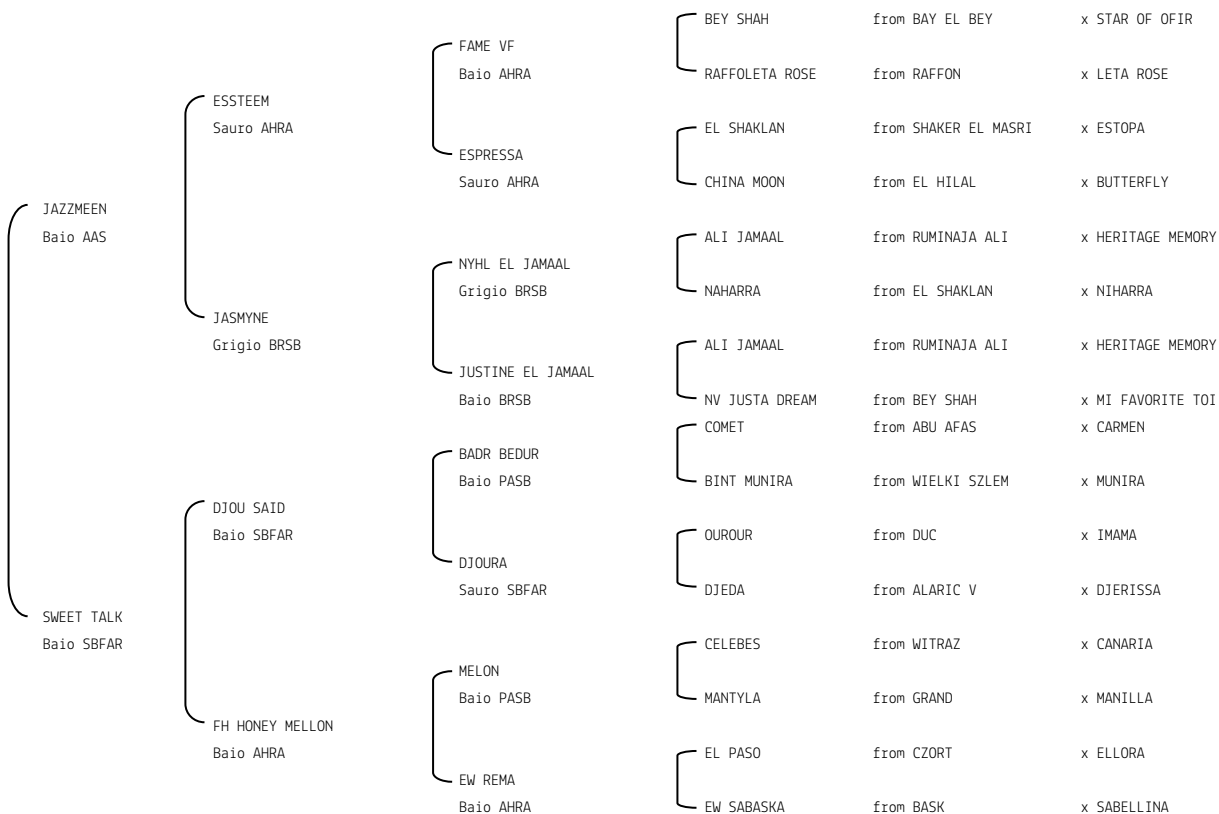 BEY SHAH from BAY EL BEY x STAR OF OFIR
FAME VF
Baio AHRA RAFFOLETA ROSE from RAFFON x LETA ROSE
ESSTEEM
Sauro AHRA EL SHAKLAN from SHAKER EL MASRI x ESTOPA
ESPRESSA
Sauro AHRA CHINA MOON from EL HILAL x BUTTERFLY
JAZZMEEN
Baio AAS ALI JAMAAL from RUMINAJA ALI x HERITAGE MEMORY
NYHL EL JAMAAL
Grigio BRSB NAHARRA from EL SHAKLAN x NIHARRA
JASMYNE
Grigio BRSB ALI JAMAAL from RUMINAJA ALI x HERITAGE MEMORY
JUSTINE EL JAMAAL
Baio BRSB NV JUSTA DREAM from BEY SHAH x MI FAVORITE TOI
COMET from ABU AFAS x CARMEN
BADR BEDUR
Baio PASB BINT MUNIRA from WIELKI SZLEM x MUNIRA
DJOU SAID
Baio SBFAR OUROUR from DUC x IMAMA
DJOURA
Sauro SBFAR DJEDA from ALARIC V x DJERISSA
SWEET TALK
Baio SBFAR CELEBES from WITRAZ x CANARIA
MELON
Baio PASB MANTYLA from GRAND x MANILLA
FH HONEY MELLON
Baio AHRA EL PASO from CZORT x ELLORA
EW REMA
Baio AHRA EW SABASKA from BASK x SABELLINA